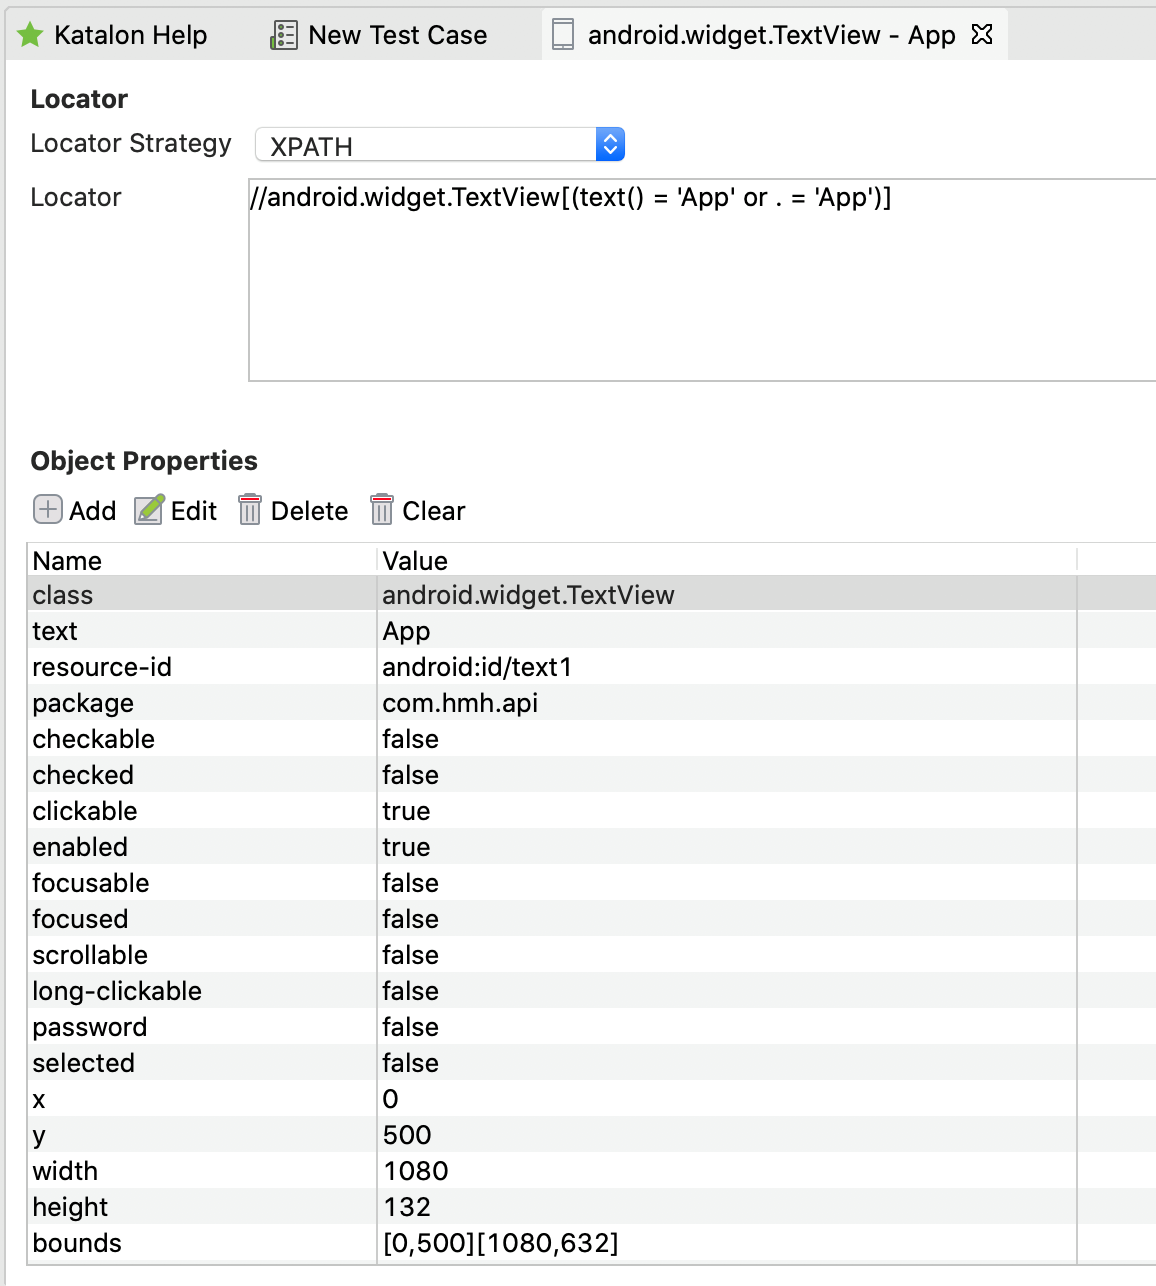 Katalon Help New Test Case android.widget.TextView - App
Locator
Locator Strategy XPATH
Locator //android.widget.TextView[(text() = 'App' or . = 'App')]
Object Properties
Add Edit Delete Clear
Name Value
class android.widget.TextView
text App
resource-id android:id/text1
package com.hmh.api
checkable false
checked false
clickable true
enabled true
focusable false
focused false
scrollable false
long-clickable false
password false
selected false
x 0
y 500
width 1080
height 132
bounds [0,500][1080,632]